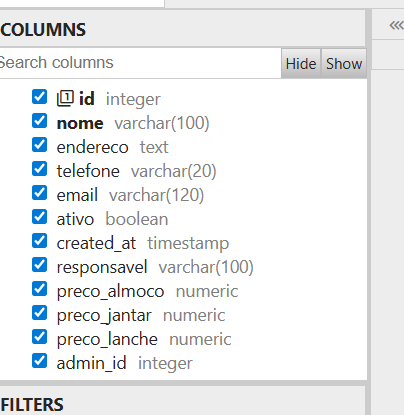 COLUMNS
Search columns Hide Show
id integer
nome varchar(100)
endereco text
telefone varchar(20)
email varchar(120)
ativo boolean
created_at timestamp
responsavel varchar(100)
preco_almoco numeric
preco_jantar numeric
preco_lanche numeric
admin_id integer
FILTERS